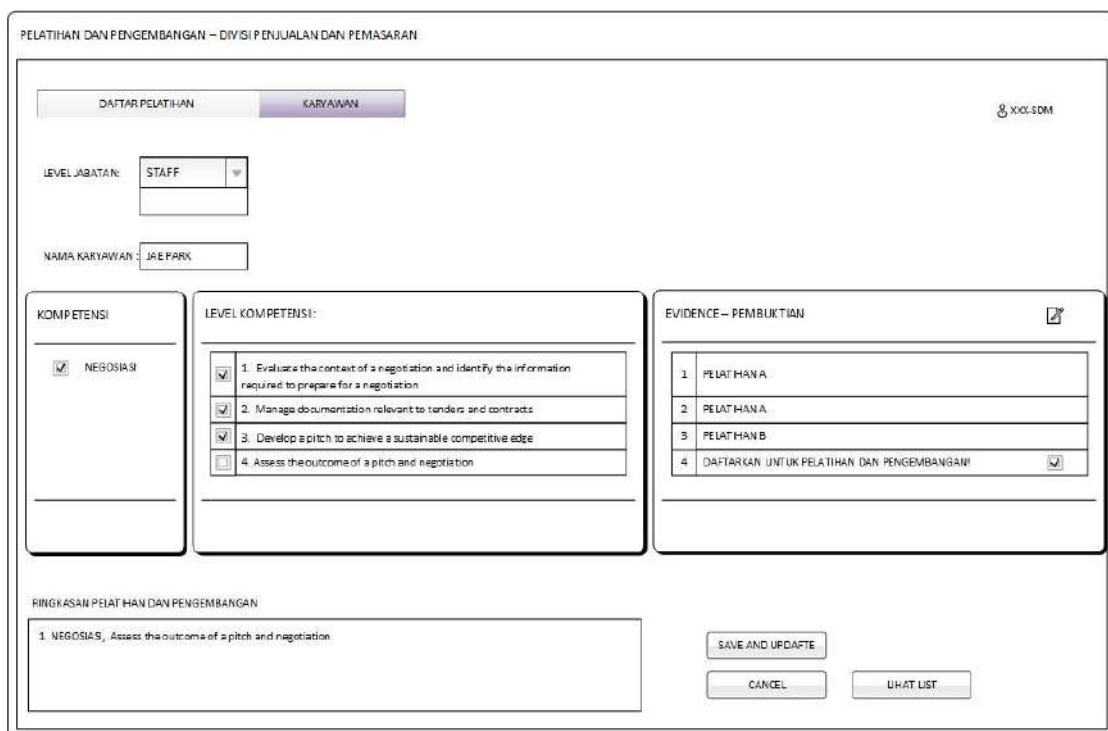 PELATIHAN DAN PENGEMBANGAN – DIVISI PENJUALAN DAN PEMASARAN
DAFTAR PELATIHAN
KARYAWAN
XXX-SDM
LEVEL JABATAN:
STAFF
NAMA KARYAWAN :
JAE PARK
KOMPETENSI
NEGOSIASI
LEVEL KOMPETENSI:
1. Evaluate the context of a negotiation and identify the information
required to prepare for a negotiation
2. Manage documentation relevant to tenders and contracts
3. Develop a pitch to achieve a sustainable competitive edge
4. Assess the outcome of a pitch and negotiation
EVIDENCE – PEMBUKTIAN
1 PELATIHAN A
2 PELATIHAN A
3 PELATIHAN B
4 DAFTARKAN UNTUK PELATIHAN DAN PENGEMBANGAN!
RINGKASAN PELATIHAN DAN PENGEMBANGAN
1 NEGOSIASI, Assess the outcome of a pitch and negotiation
SAVE AND UPDAFTE
CANCEL
LIHAT LIST